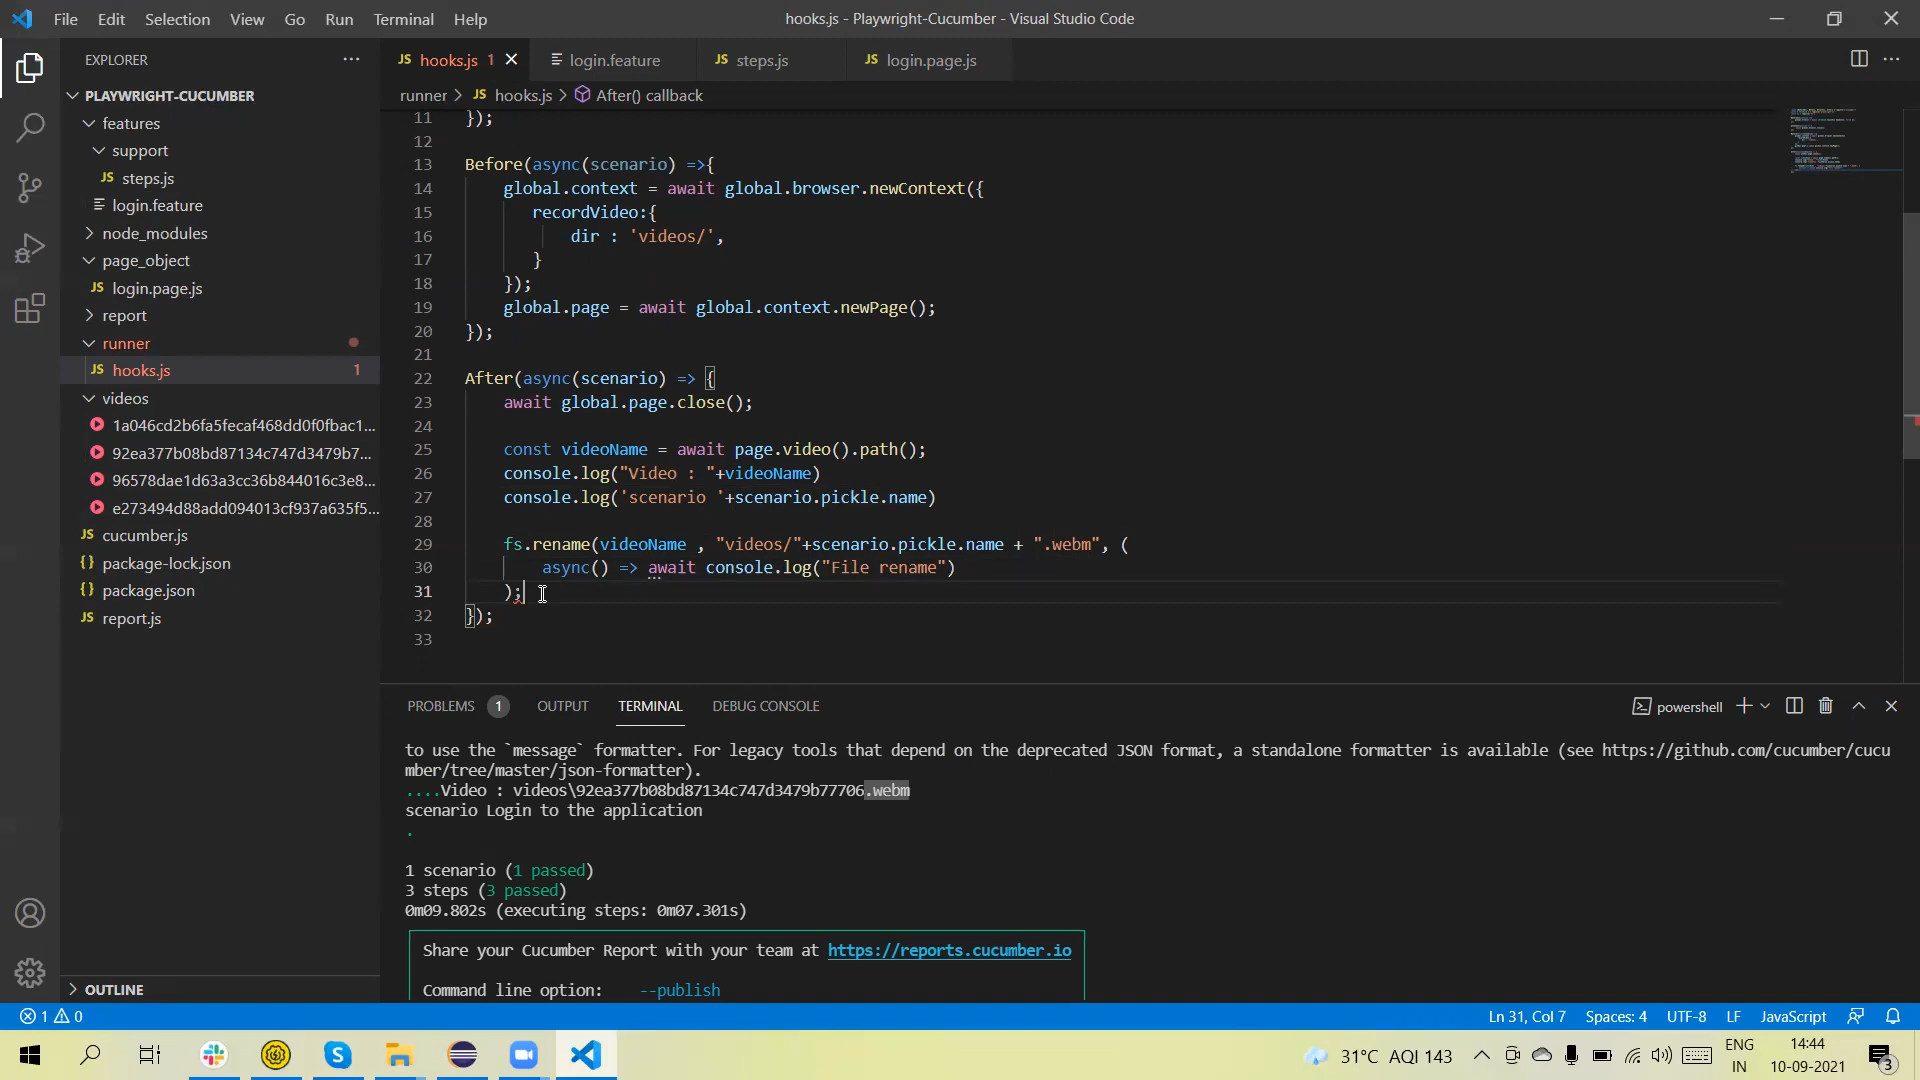 File Edit Selection View Go Run Terminal Help
hooks.js - Playwright-Cucumber - Visual Studio Code
EXPLORER
PLAYWRIGHT-CUCUMBER
features
support
JS steps.js
login.feature
node_modules
page_object
JS login.page.js
report
runner
JS hooks.js 1
videos
1a046cd2b6fa5fecaf468dd0f0fbac1...
92ea377b08bd87134c747d3479b7...
96578dae1d63a3cc36b844016c3e8...
e273494d88add094013cf937a635f5...
JS cucumber.js
{} package-lock.json
{} package.json
JS report.js
OUTLINE
JS hooks.js 1
login.feature
JS steps.js
JS login.page.js
runner > JS hooks.js > After() callback
11 });
12
13 Before(async(scenario) =>{
14 global.context = await global.browser.newContext({
15 recordVideo:{
16 dir : 'videos/',
17 }
18 });
19 global.page = await global.context.newPage();
20 });
21
22 After(async(scenario) => {
23 await global.page.close();
24
25 const videoName = await page.video().path();
26 console.log("Video : "+videoName)
27 console.log('scenario '+scenario.pickle.name)
28
29 fs.rename(videoName , "videos/"+scenario.pickle.name + ".webm", (
30 async() => await console.log("File rename")
31 );
32 });
33
PROBLEMS 1 OUTPUT TERMINAL DEBUG CONSOLE
powershell
to use the `message` formatter. For legacy tools that depend on the deprecated JSON format, a standalone formatter is available (see https://github.com/cucumber/cucu
mber/tree/master/json-formatter).
....Video : videos\92ea377b08bd87134c747d3479b77706.webm
scenario Login to the application
.
1 scenario (1 passed)
3 steps (3 passed)
0m09.802s (executing steps: 0m07.301s)
Share your Cucumber Report with your team at https://reports.cucumber.io
Command line option: --publish
1 0
Ln 31, Col 7 Spaces: 4 UTF-8 LF JavaScript
31°C AQI 143
ENG
IN
14:44
10-09-2021
3